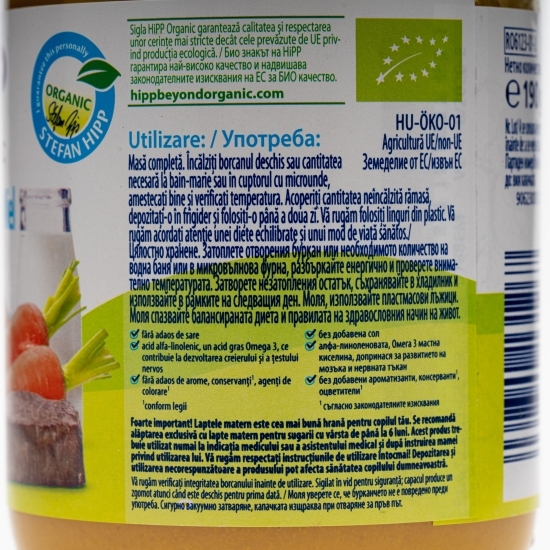 I guarantee this personally
ORGANIC
STEFAN HIPP
Sigla HiPP Organic garantează calitatea și respectarea
unor cerințe mai stricte decât cele prevăzute de UE priv-
ind producția ecologică. / Био знакът на HiPP
гарантира най-високо качество и надвишава
законодателните изисквания на ЕС за БИО качество.
hippbeyondorganic.com
HU-ÖKO-01
Agricultură UE/non-UE
Земеделие от ЕС/извън ЕС
Utilizare: / Употреба:
Masă completă. Încălziți borcanul deschis sau cantitatea
necesară la bain-marie sau in cuptorul cu microunde,
amestecați bine și verificați temperatura. Acoperiți cantitatea neîncălzită rămasă,
depozitați-o în frigider și folosiți-o până a doua zi. Vă rugăm folosiți linguri din plastic. Vă
rugăm acordați atenție unei diete echilibrate și unui mod de viață sănătos./
Цялостно хранене. Затоплете отворения буркан или необходимото количество на
водна баня или в микровълнова фурна, разбъркайте енергично и проверете внима-
телно температурата. Затворете незатопления остатък, съхранявайте в хладилник и
използвайте в рамките на следващия ден. Моля, използвайте пластмасови лъжици.
Моля спазвайте балансираната диета и правилата на здравословния начин на живот.
fără adaos de sare
acid alfa-linolenic, un acid gras Omega 3, ce
contribuie la dezvoltarea creierului și a țesutului
nervos
fără adaos de arome, conservanți¹, agenți de
colorare¹
¹conform legii
без добавена сол
алфа-линоленовата, Омега 3 мастна
киселина, допринася за развитието на
мозъка и нервната тъкан
без добавени ароматизанти, консерванти¹,
оцветители¹
¹ съгласно законодателните изисквания
Foarte important! Laptele matern este cea mai bună hrană pentru copilul tău. Se recomandă
alăptarea exclusivă cu lapte matern pentru sugarii cu vârsta de până la 6 luni. Acest produs tre-
buie utilizat numai la indicația medicului sau a asistentului medical și după instruirea mamei
privind utilizarea lui. Vă rugăm respectați instrucțiunile de utilizare întocmai! Depozitarea și
utilizarea necorespunzătoare a produsului pot afecta sănătatea copilului dumneavoastră.
Vă rugăm verificați integritatea borcanului înainte de utilizare. Sigilat în vid pentru siguranță; capacul produce un
zgomot atunci când este deschis pentru prima dată. / Моля уверете се, че бурканчето не е повредено преди
употреба. Сигурно вакуумно затваряне, капачката изщраква при отваряне за пръв път.
Нетно
e 190